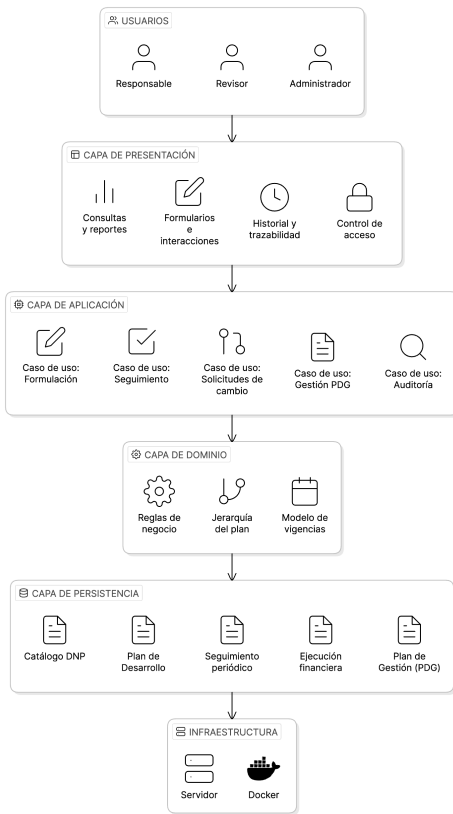 USUARIOS
Responsable
Revisor
Administrador
CAPA DE PRESENTACIÓN
Consultas
y reportes
Formularios
e
interacciones
Historial y
trazabilidad
Control de
acceso
CAPA DE APLICACIÓN
Caso de uso:
Formulación
Caso de uso:
Seguimiento
Caso de uso:
Solicitudes de
cambio
Caso de uso:
Gestión PDG
Caso de uso:
Auditoría
CAPA DE DOMINIO
Reglas de
negocio
Jerarquía
del plan
Modelo de
vigencias
CAPA DE PERSISTENCIA
Catálogo DNP
Plan de
Desarrollo
Seguimiento
periódico
Ejecución
financiera
Plan de
Gestión (PDG)
INFRAESTRUCTURA
Servidor
Docker